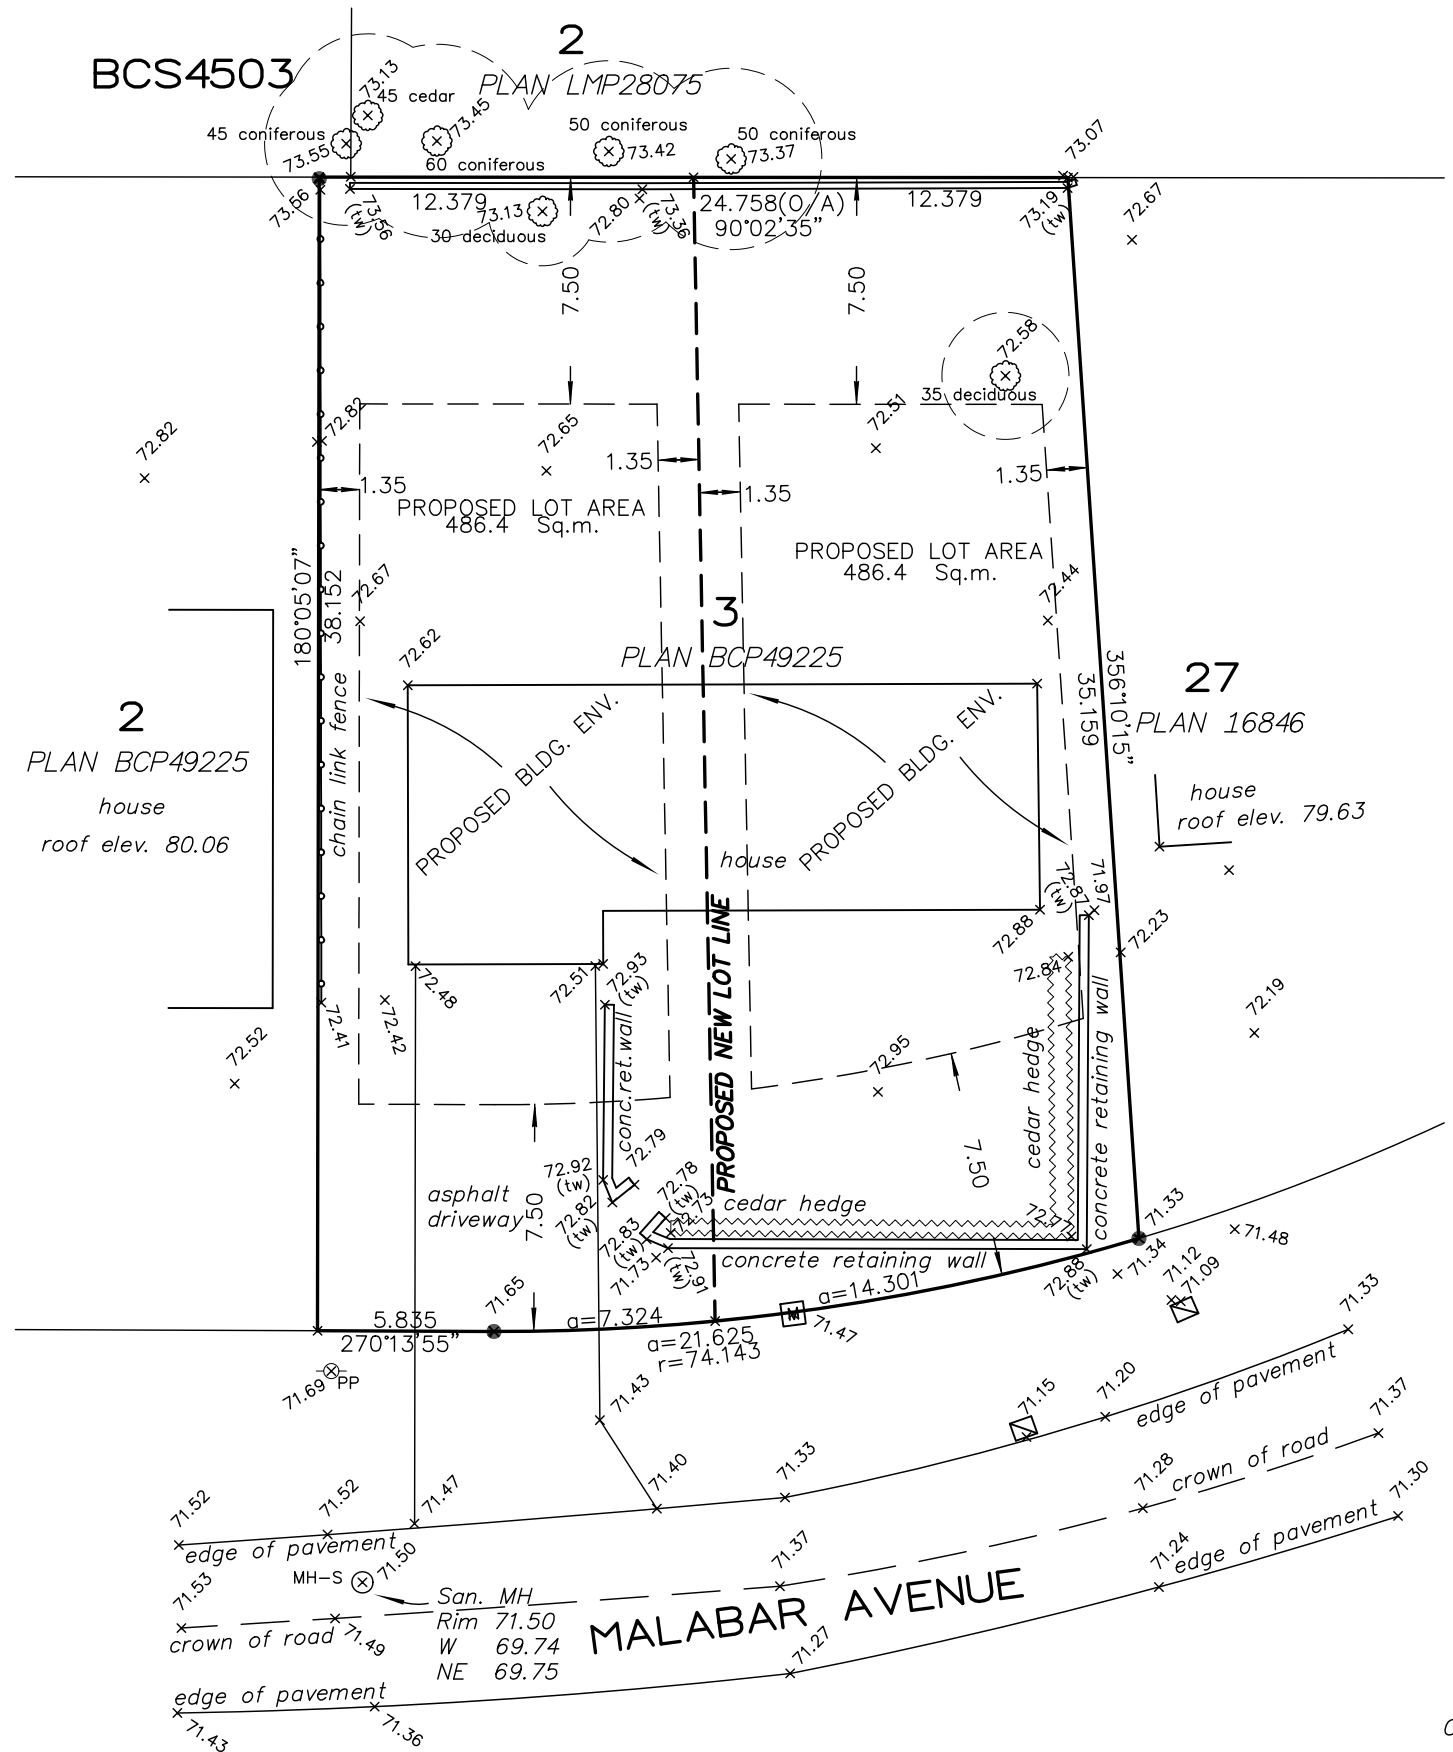 2
BCS4503
PLAN LMP28075
73.13
45 cedar
73.45
45 coniferous
73.55
60 coniferous
50 coniferous
73.42
50 coniferous
73.37
73.07
73.56
73.56
(tw)
12.379
73.13
30 deciduous
72.80
73.36
(tw)
24.758(O/A)
90°02'35"
12.379
73.19
(tw)
72.67
7.50
7.50
72.58
35 deciduous
72.82
72.82
72.65
72.51
1.35
1.35
1.35
1.35
PROPOSED LOT AREA
486.4 Sq.m.
PROPOSED LOT AREA
486.4 Sq.m.
180°05'07"
38.152
72.67
72.44
72.62
3
PLAN BCP49225
356°10'15"
35.159
27
PLAN 16846
2
PLAN BCP49225
house
roof elev. 80.06
chain link fence
PROPOSED BLDG. ENV.
PROPOSED BLDG. ENV.
house
house
roof elev. 79.63
72.87
(tw)
71.97
72.88
72.23
72.84
72.48
72.51
72.93
(tw)
72.41
72.42
72.52
72.19
72.95
conc.ret.wall
PROPOSED NEW LOT LINE
cedar hedge
concrete retaining wall
7.50
7.50
72.92
(tw)
72.79
72.82
(tw)
72.78
(tw)
72.73
72.83
(tw)
71.73
72.91
(tw)
asphalt
driveway
cedar hedge
concrete retaining wall
72.88
(tw)
71.33
71.34
71.12
71.09
71.48
71.65
5.835
270°13'55"
a=7.324
a=14.301
a=21.625
r=74.143
71.47
71.69
PP
71.43
71.15
71.20
71.33
edge of pavement
71.37
71.52
71.52
71.47
71.40
71.33
71.28
crown of road
71.30
edge of pavement
71.53
MH-S
71.50
71.37
71.24
edge of pavement
San. MH
Rim 71.50
W 69.74
NE 69.75
crown of road
71.49
MALABAR AVENUE
71.27
edge of pavement
71.43
71.36